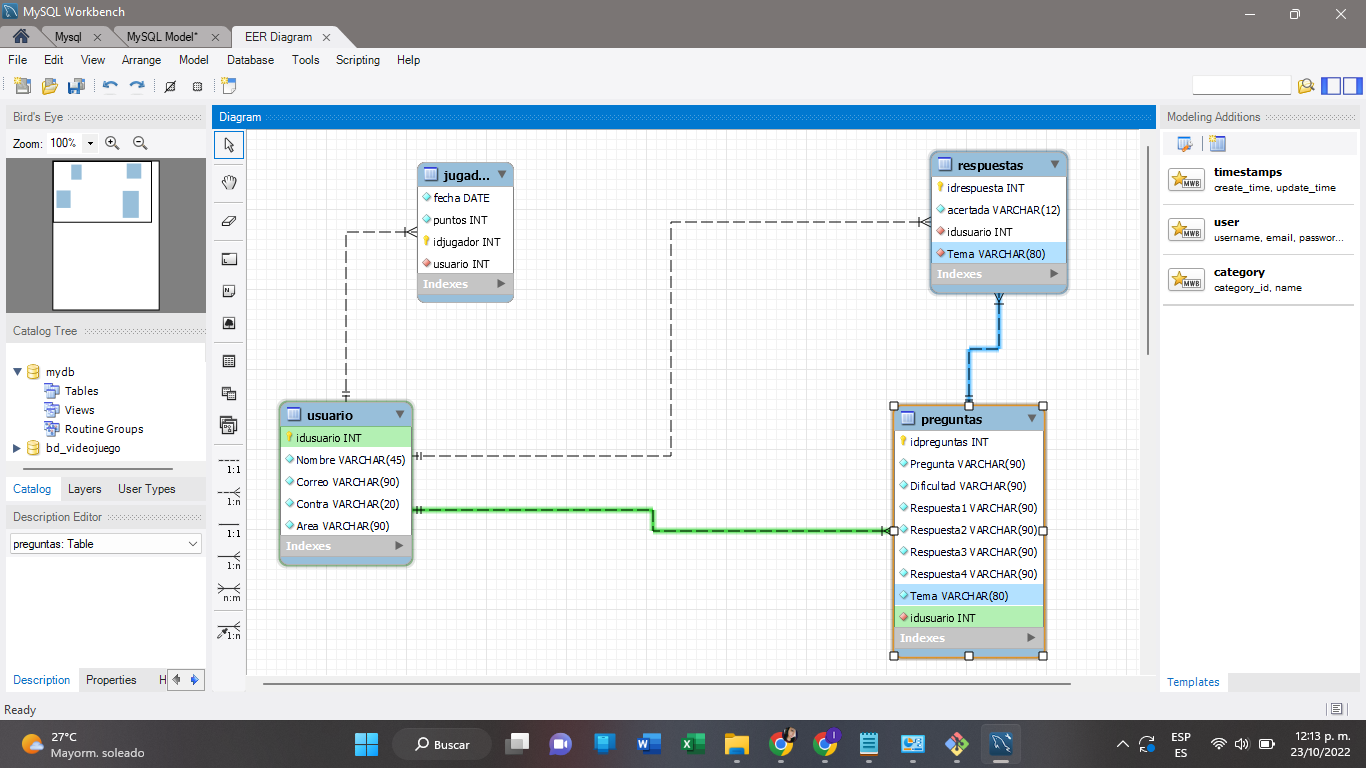 MySQL Workbench
Mysql
MySQL Model*
EER Diagram
File Edit View Arrange Model Database Tools Scripting Help
Bird's Eye
Zoom: 100%
Catalog Tree
mydb
Tables
Views
Routine Groups
bd_videojuego
Catalog Layers User Types
Description Editor
preguntas: Table
Description Properties H
Diagram
1:1
1:n
1:1
1:n
n:m
1:n
jugad...
fecha DATE
puntos INT
idjugador INT
usuario INT
Indexes
respuestas
idrespuesta INT
acertada VARCHAR(12)
idusuario INT
Tema VARCHAR(80)
Indexes
usuario
idusuario INT
Nombre VARCHAR(45)
Correo VARCHAR(90)
Contra VARCHAR(20)
Area VARCHAR(90)
Indexes
preguntas
idpreguntas INT
Pregunta VARCHAR(90)
Dificultad VARCHAR(90)
Respuesta1 VARCHAR(90)
Respuesta2 VARCHAR(90)
Respuesta3 VARCHAR(90)
Respuesta4 VARCHAR(90)
Tema VARCHAR(80)
idusuario INT
Indexes
Modeling Additions
MWB
timestamps
create_time, update_time
MWB
user
username, email, passwor...
MWB
category
category_id, name
Templates
Ready
27°C
Mayorm. soleado
Buscar
ESP
ES
12:13 p. m.
23/10/2022